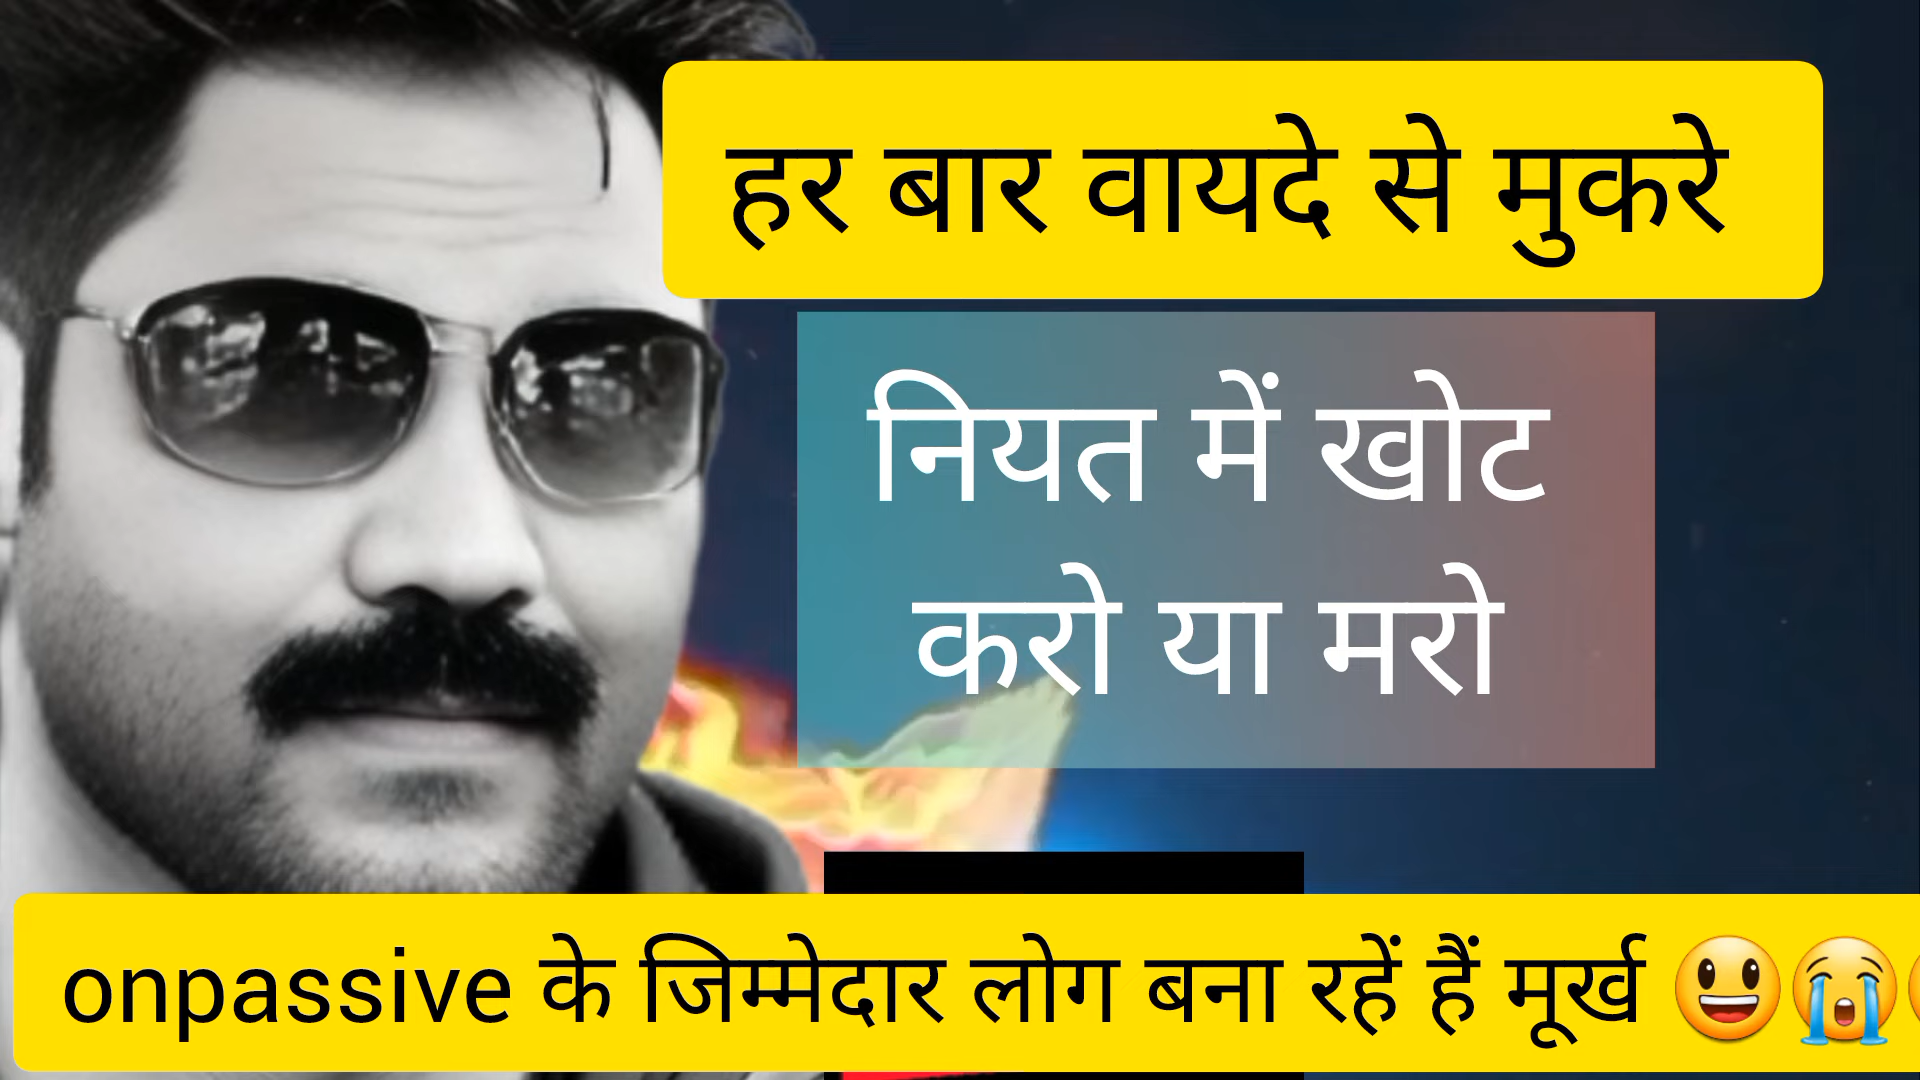 हर बार वायदे से मुकरे
नियत में खोट
करो या मरो
onpassive के जिम्मेदार लोग बना रहें हैं मूर्ख 😃😭